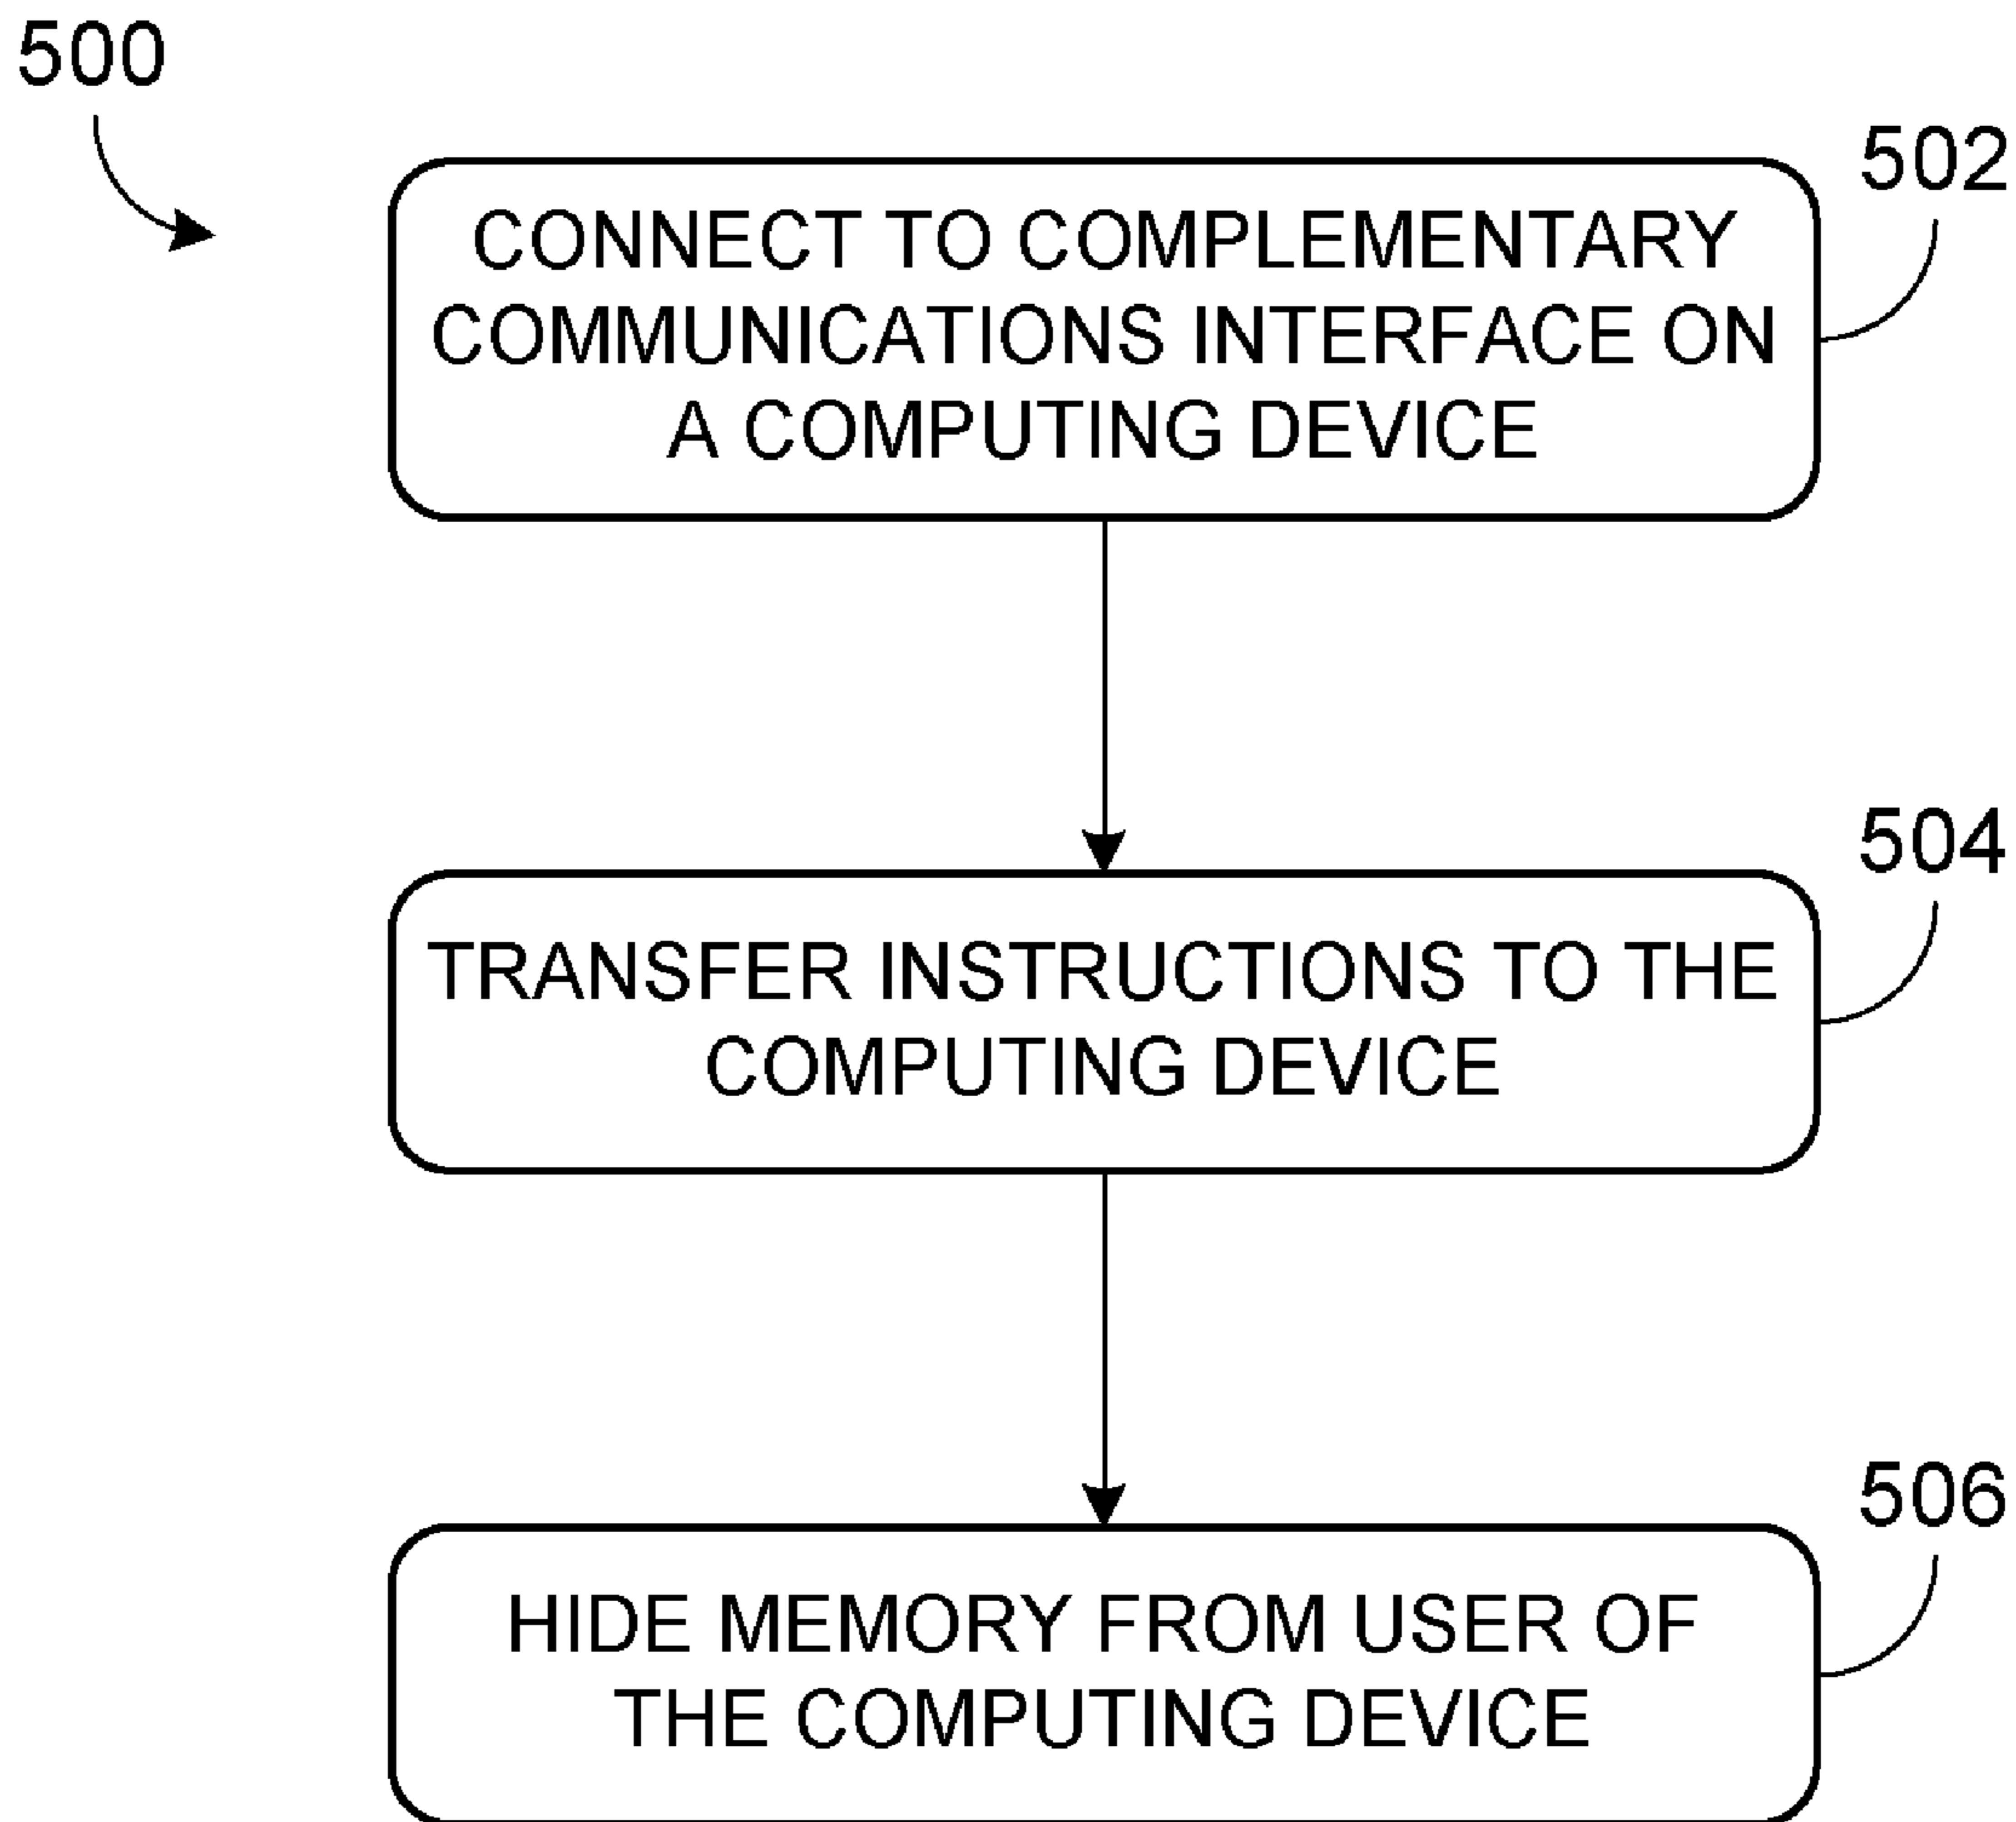 500
502
CONNECT TO COMPLEMENTARY
COMMUNICATIONS INTERFACE ON
A COMPUTING DEVICE
504
TRANSFER INSTRUCTIONS TO THE
COMPUTING DEVICE
506
HIDE MEMORY FROM USER OF
THE COMPUTING DEVICE